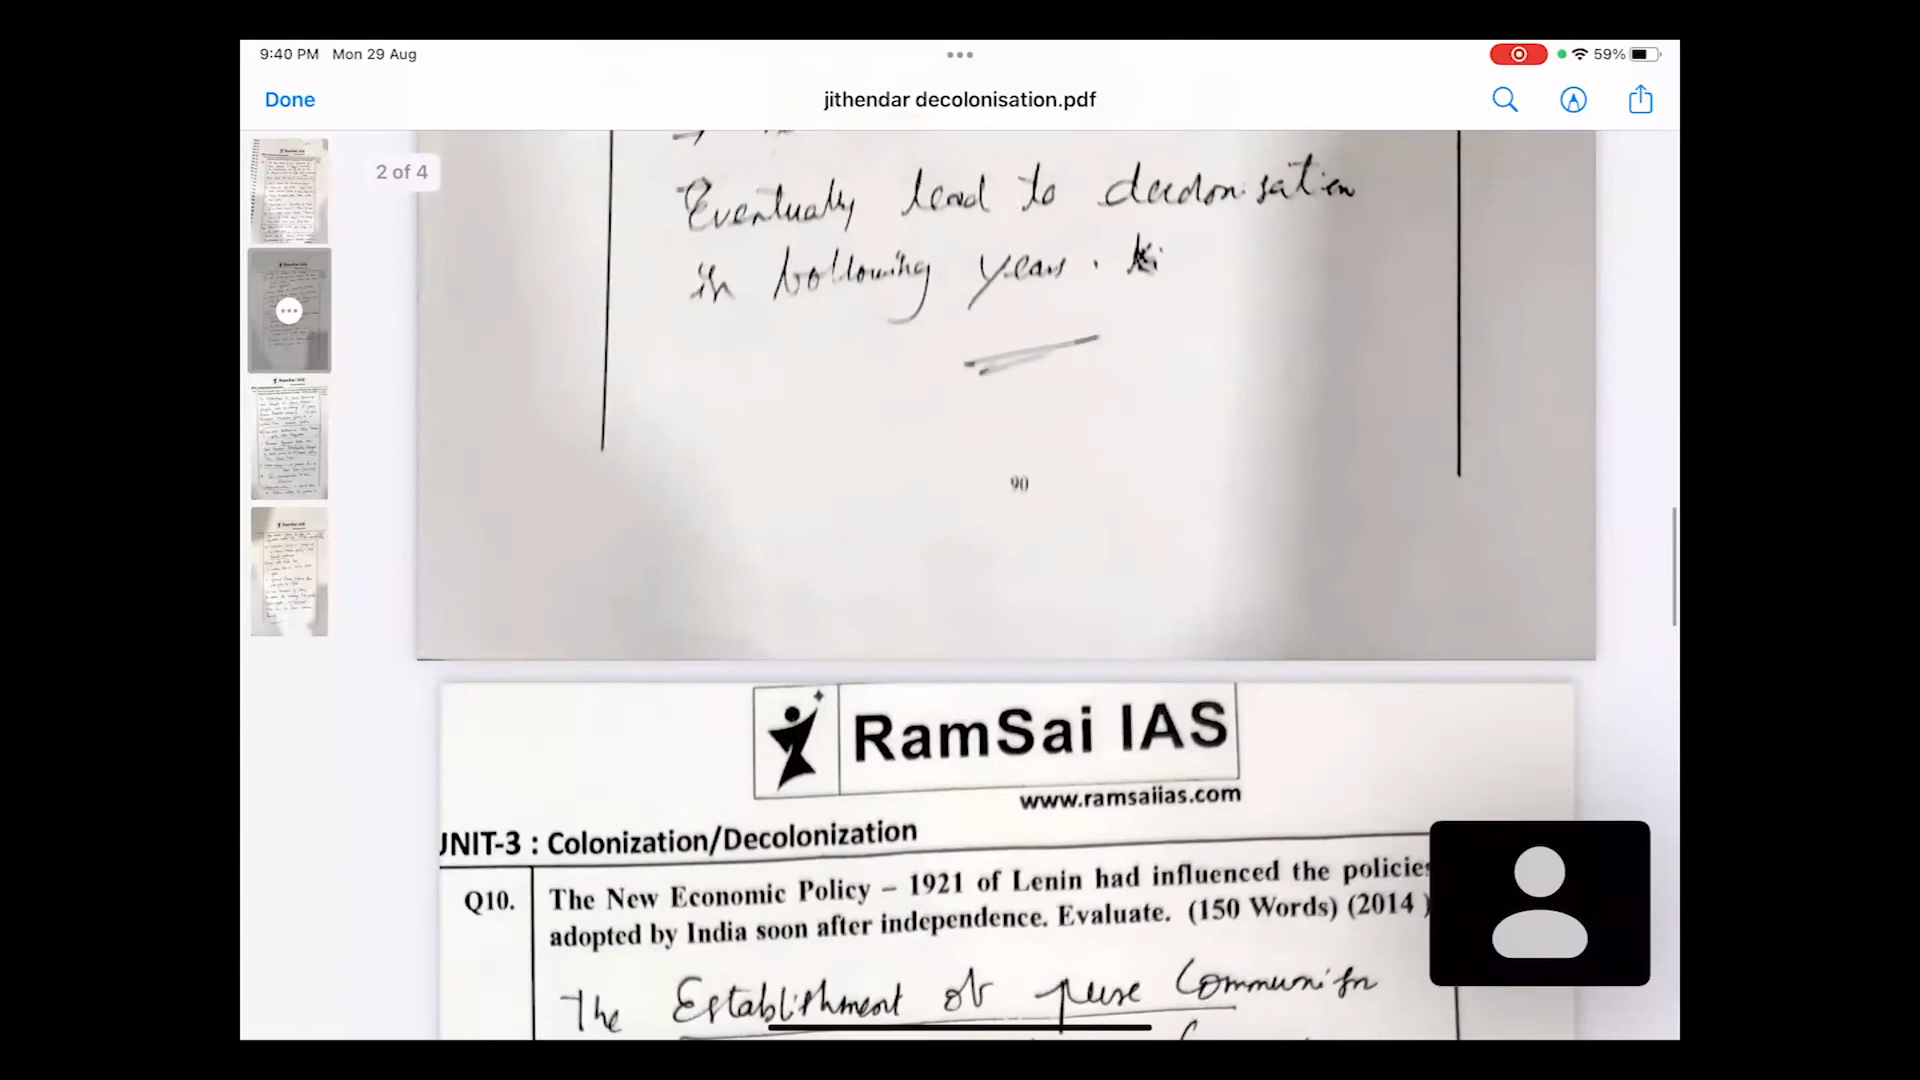 9:40 PM Mon 29 Aug
59%
Done
jithendar decolonisation.pdf
2 of 4
Eventually lead to decolonisation
in following years.
90
RamSai IAS
www.ramsaiias.com
UNIT-3 : Colonization/Decolonization
Q10. The New Economic Policy – 1921 of Lenin had influenced the policies
adopted by India soon after independence. Evaluate. (150 Words) (2014 )
The Establishment of pure Communism